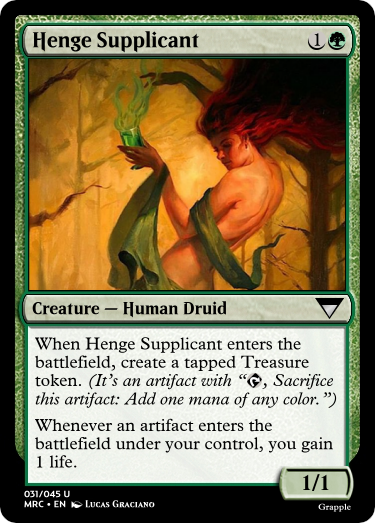 Henge Supplicant 1
Creature — Human Druid
When Henge Supplicant enters the
battlefield, create a tapped Treasure
token. (It's an artifact with “, Sacrifice
this artifact: Add one mana of any color.”)
Whenever an artifact enters the
battlefield under your control, you gain
1 life.
1/1
031/045 U
MRC • EN Lucas Graciano
Grapple